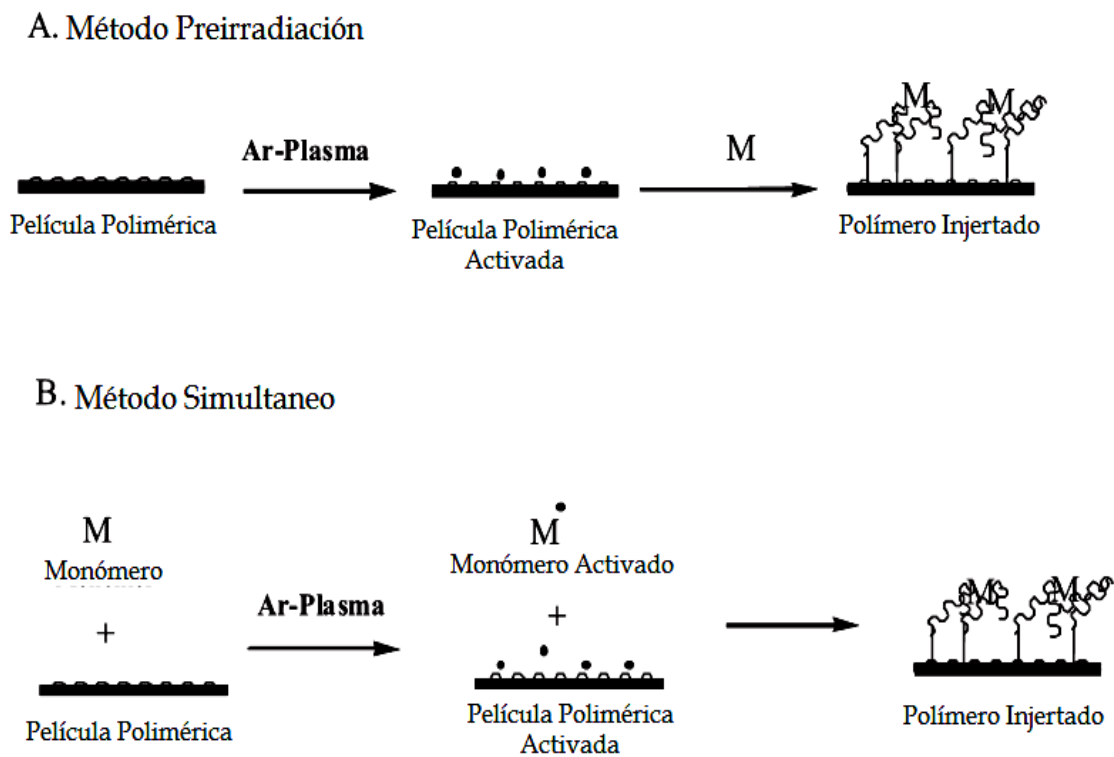 A. Método Preirradiación
Ar-Plasma
M
M
M
Película Polimérica
Película Polimérica
Activada
Polímero Injertado
B. Método Simultaneo
M
Monómero
+
Película Polimérica
Ar-Plasma
M
Monómero Activado
+
Película Polimérica
Activada
M
M
Polímero Injertado